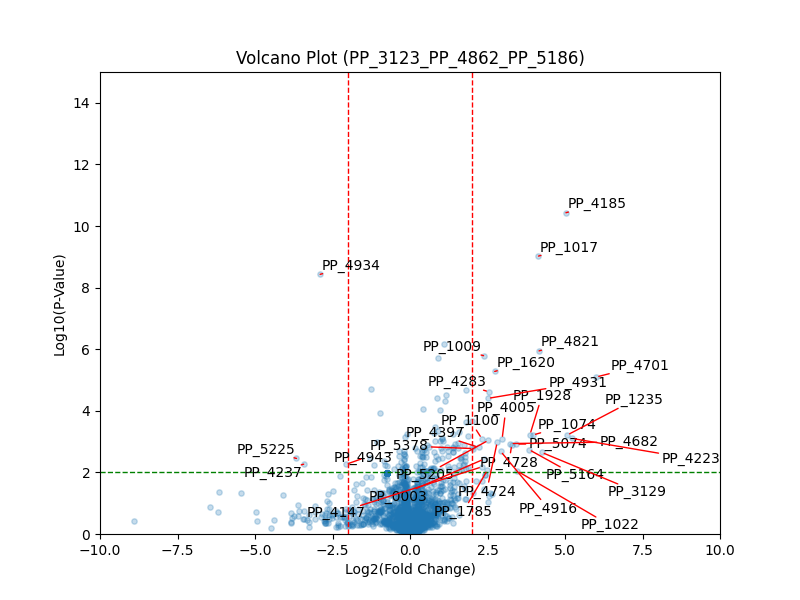 Volcano Plot (PP_3123_PP_4862_PP_5186)
Log10(P-Value)
14
12
10
8
6
4
2
0
PP_4185
PP_1017
PP_4934
PP_4821
PP_1009
PP_1620
PP_4701
PP_4283
PP_4931
PP_1928
PP_1235
PP_4005
PP_1100
PP_1074
PP_4397
PP_5378
PP_5074
PP_4682
PP_5225
PP_4943
PP_4728
PP_4223
PP_4237
PP_5205
PP_5164
PP_0003
PP_4724
PP_3129
PP_4147
PP_1785
PP_4916
PP_1022
−10.0
−7.5
−5.0
−2.5
0.0
2.5
5.0
7.5
10.0
Log2(Fold Change)